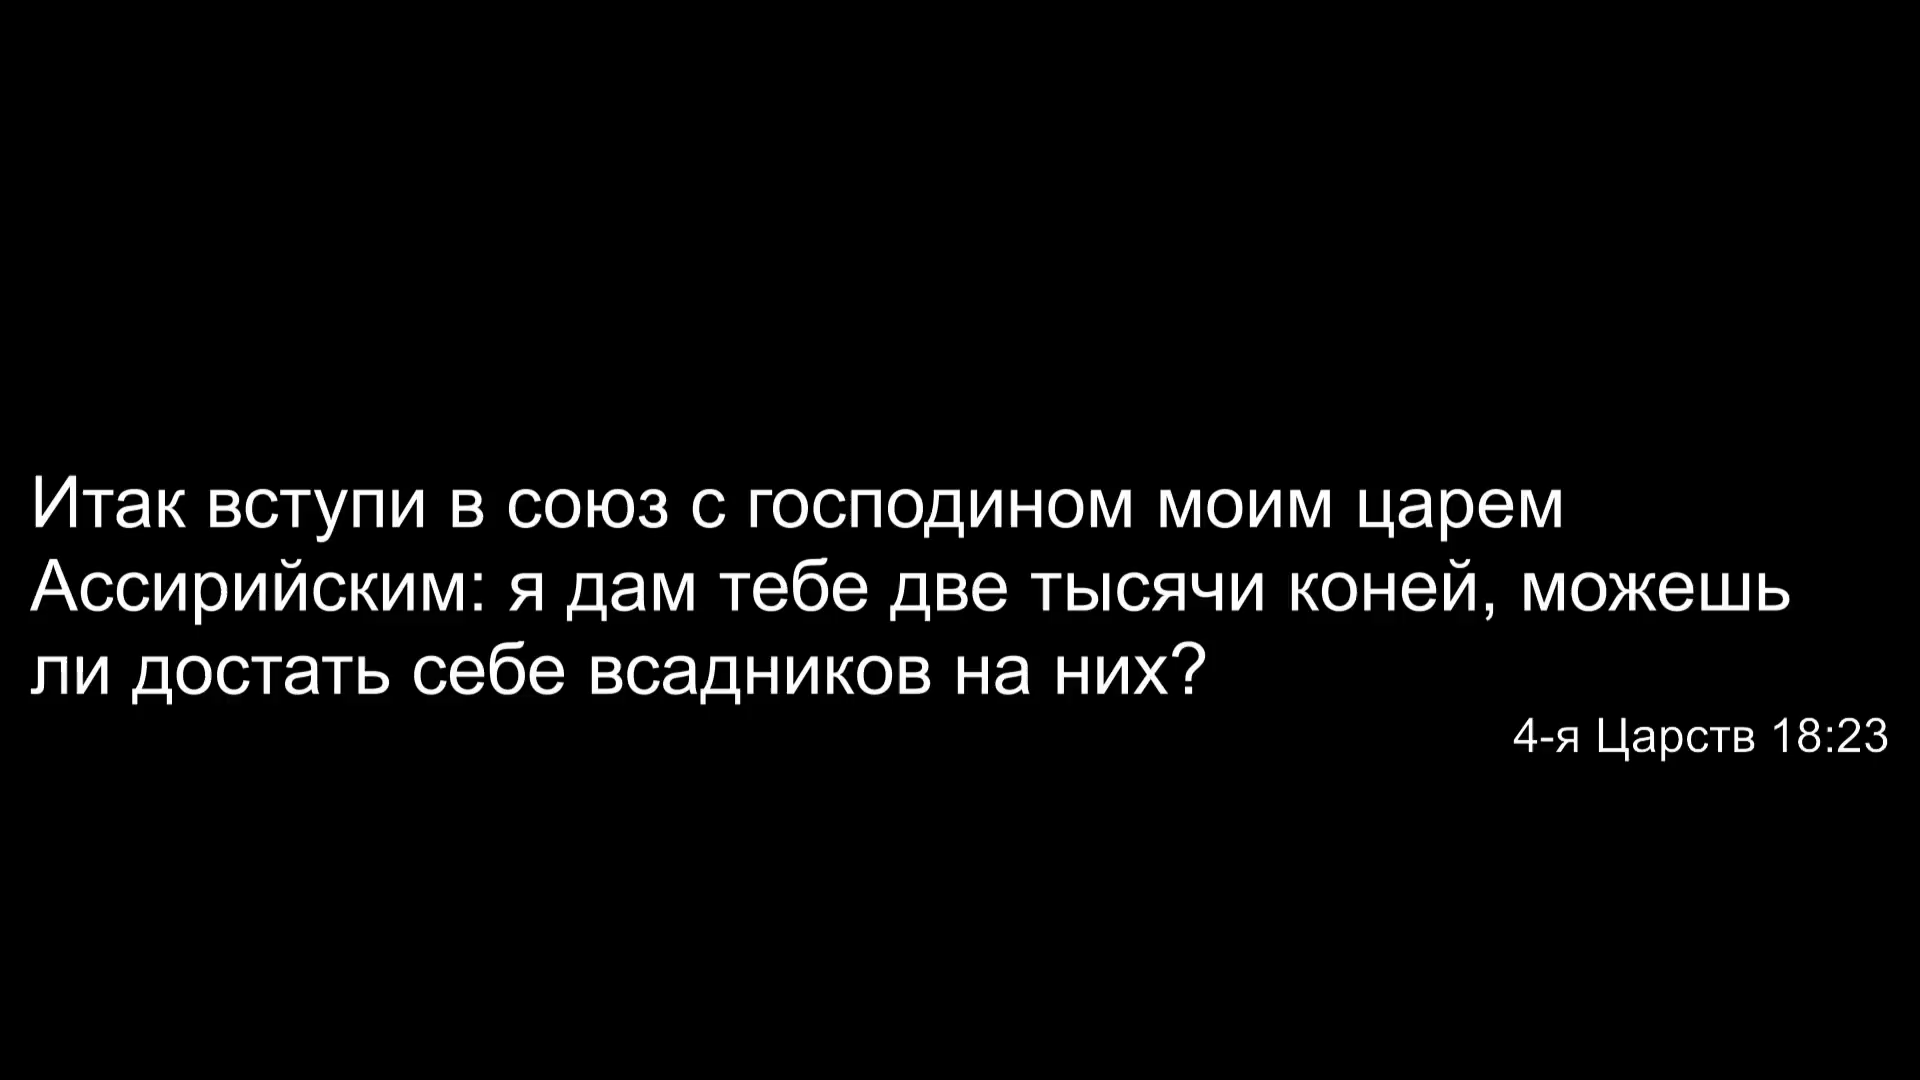 Итак вступи в союз с господином моим царем
Ассирийским: я дам тебе две тысячи коней, можешь
ли достать себе всадников на них?
4-я Царств 18:23